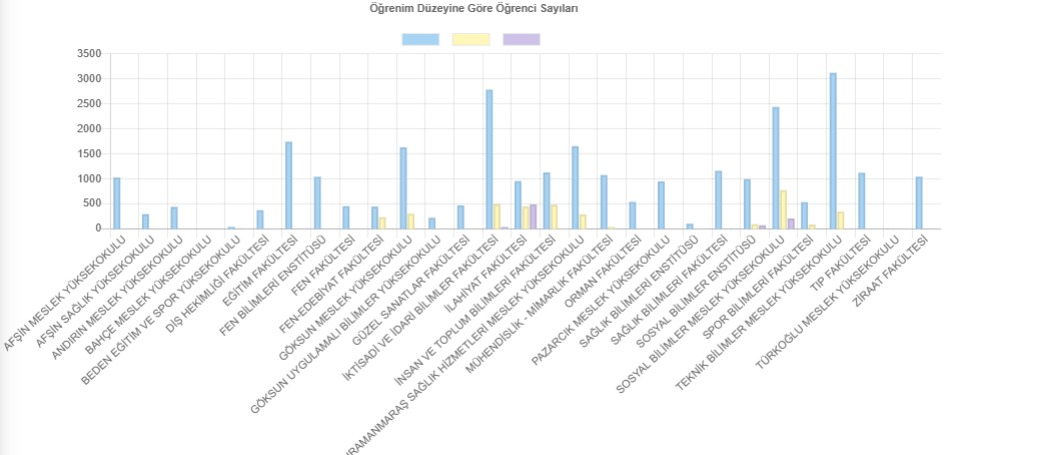 Öğrenim Düzeyine Göre Öğrenci Sayıları
3500
3000
2500
2000
1500
1000
500
0
AFŞİN MESLEK YÜKSEKOKULU
AFŞİN SAĞLIK YÜKSEKOKULU
ANDIRIN MESLEK YÜKSEKOKULU
BAHÇE MESLEK YÜKSEKOKULU
BEDEN EĞİTİM VE SPOR YÜKSEKOKULU
DİŞ HEKİMLİĞİ FAKÜLTESİ
EĞİTİM FAKÜLTESİ
FEN BİLİMLERİ ENSTİTÜSÜ
FEN FAKÜLTESİ
FEN-EDEBİYAT FAKÜLTESİ
GÖKSUN MESLEK YÜKSEKOKULU
GÖKSUN UYGULAMALI BİLİMLER YÜKSEKOKULU
GÜZEL SANATLAR FAKÜLTESİ
İKTİSADİ VE İDARİ BİLİMLER FAKÜLTESİ
İLAHİYAT FAKÜLTESİ
İNSAN VE TOPLUM BİLİMLERİ FAKÜLTESİ
RAMANMARAŞ SAĞLIK HİZMETLERİ MESLEK YÜKSEKOKULU
MÜHENDİSLİK - MİMARLIK FAKÜLTESİ
ORMAN FAKÜLTESİ
PAZARCIK MESLEK YÜKSEKOKULU
SAĞLIK BİLİMLERİ ENSTİTÜSÜ
SAĞLIK BİLİMLERİ FAKÜLTESİ
SOSYAL BİLİMLER ENSTİTÜSÜ
SOSYAL BİLİMLER MESLEK YÜKSEKOKULU
SPOR BİLİMLERİ FAKÜLTESİ
TEKNİK BİLİMLER MESLEK YÜKSEKOKULU
TIP FAKÜLTESİ
TÜRKOĞLU MESLEK YÜKSEKOKULU
ZİRAAT FAKÜLTESİ